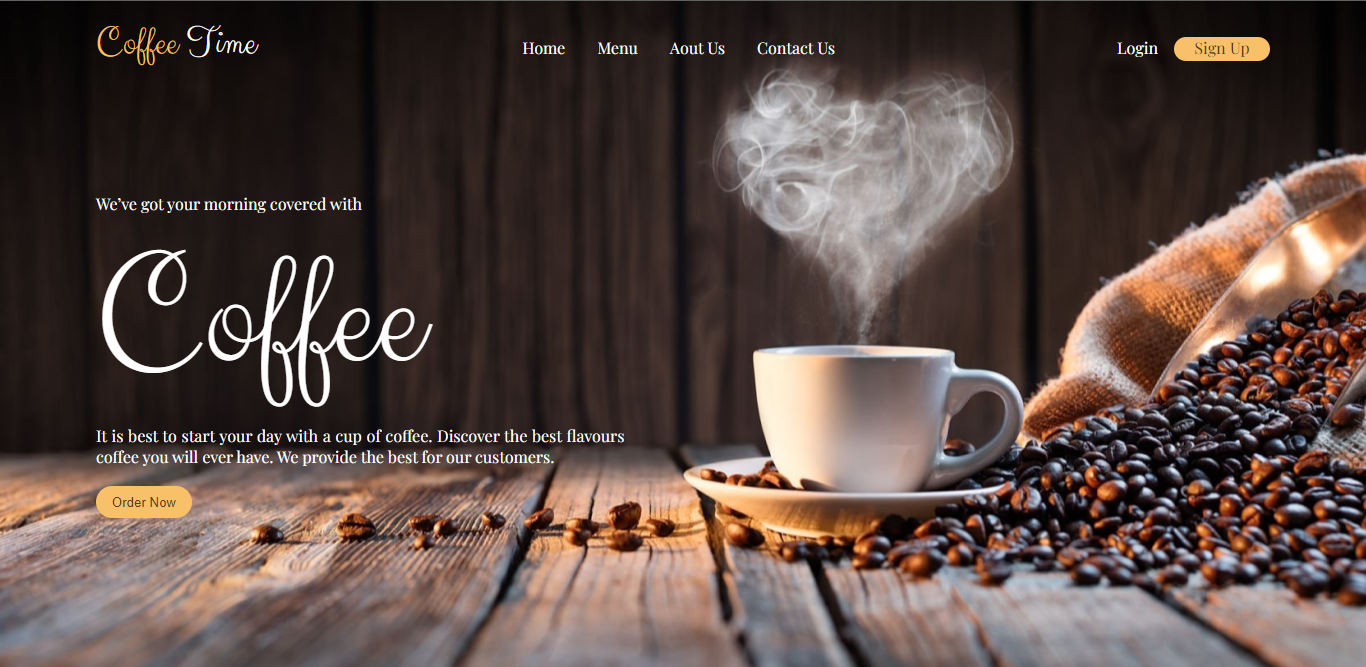 Coffee Time
Home
Menu
Aout Us
Contact Us
Login
Sign Up
We've got your morning covered with
Coffee
It is best to start your day with a cup of coffee. Discover the best flavours
coffee you will ever have. We provide the best for our customers.
Order Now